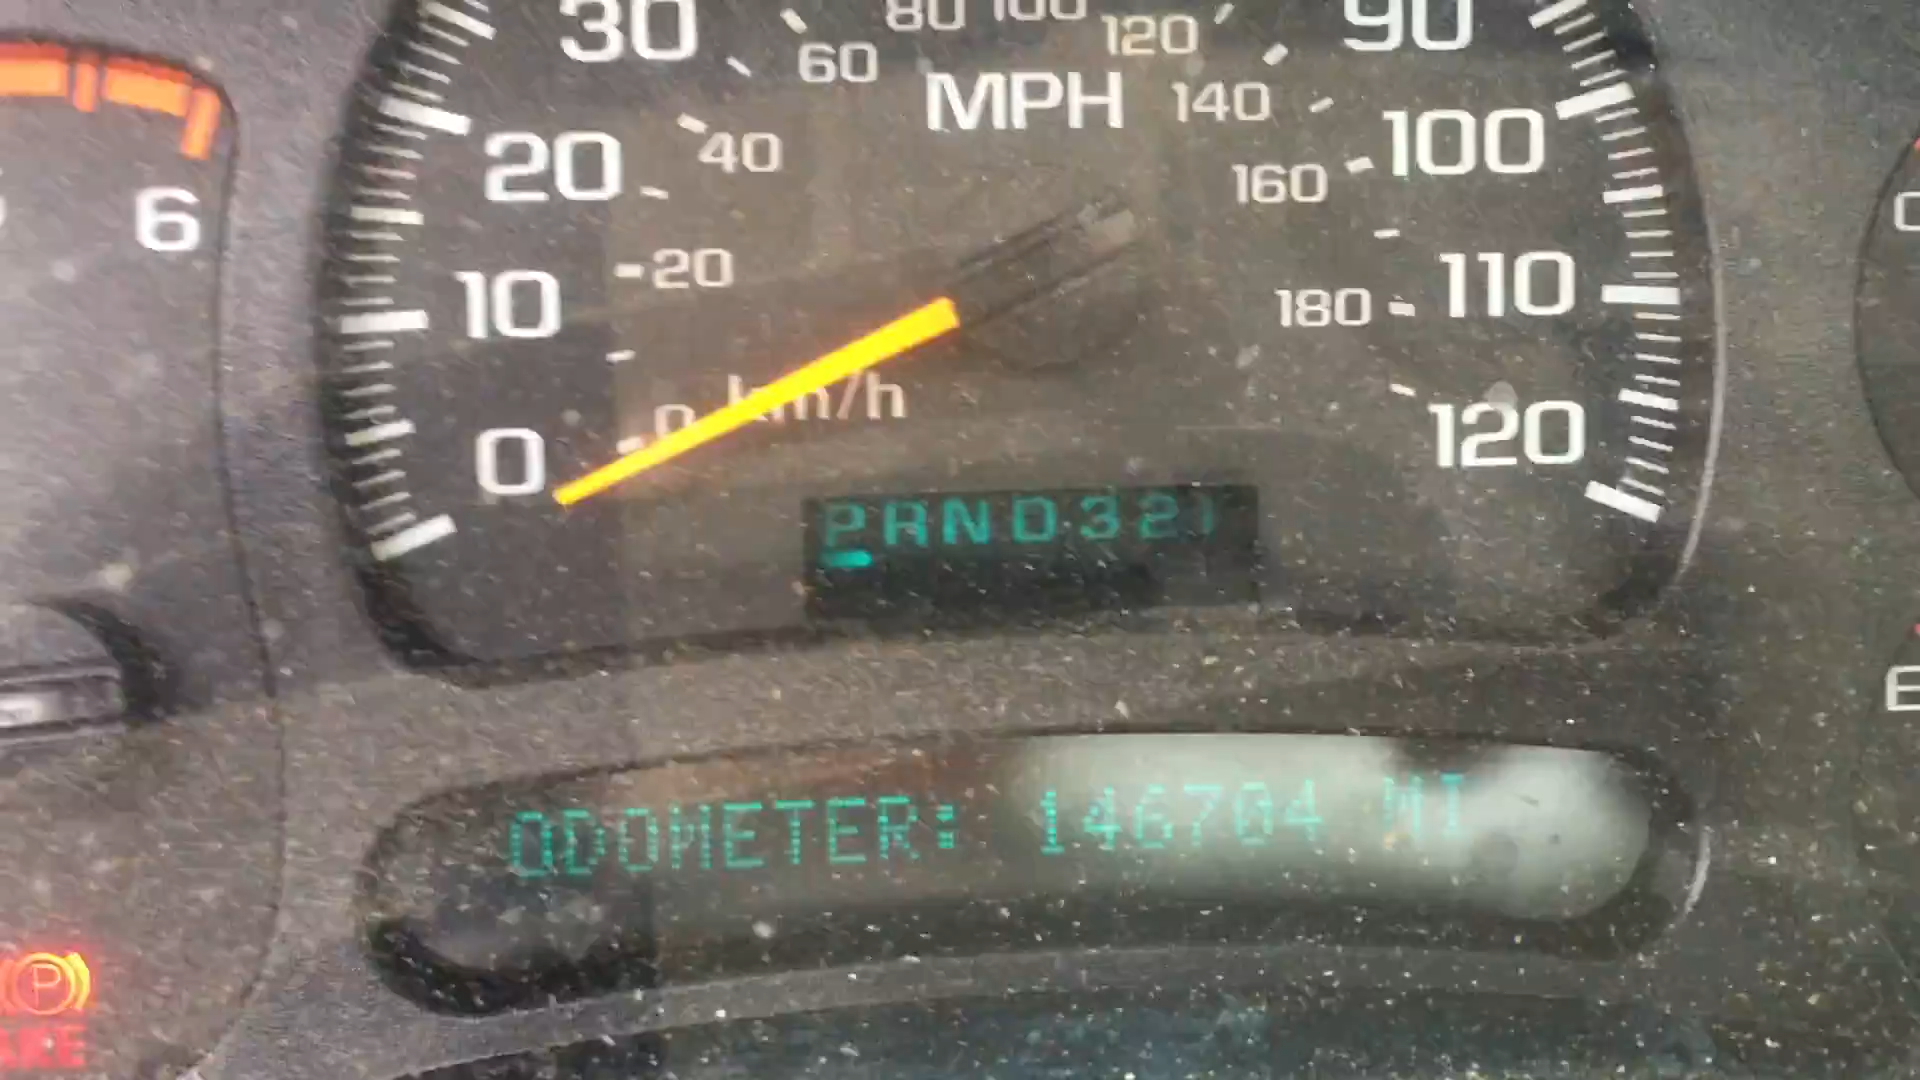 80 100
30 60 120 90
MPH
20 40 140 100
160
6
10 20 180 110
0 0 km/h 120
PRND321
ODOMETER: 146704 MI
P
E